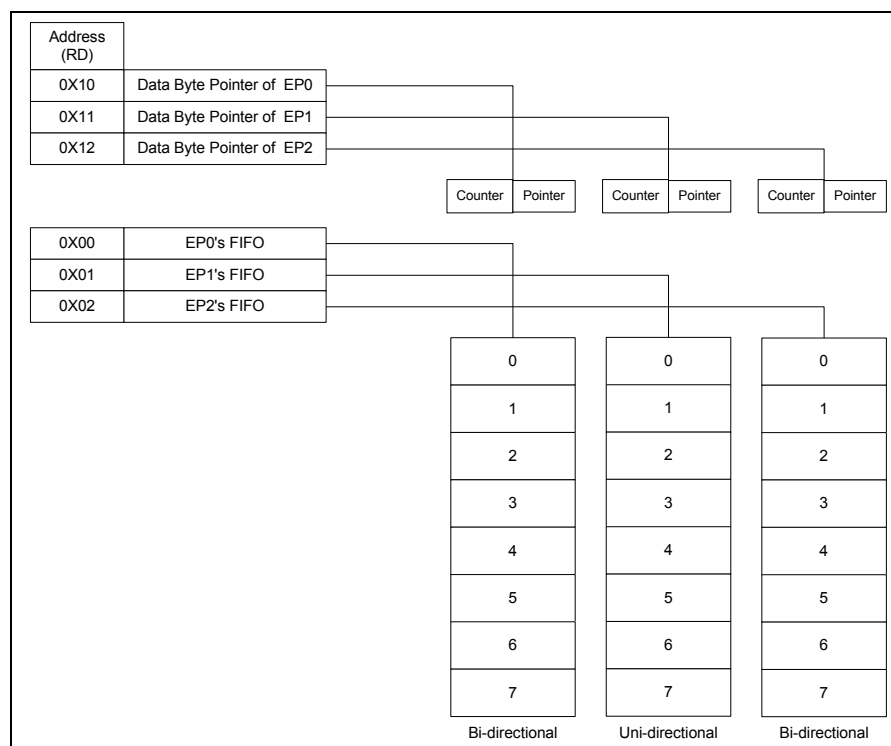 Address
(RD)
0X10 Data Byte Pointer of EP0
0X11 Data Byte Pointer of EP1
0X12 Data Byte Pointer of EP2
Counter Pointer Counter Pointer Counter Pointer
0X00 EP0's FIFO
0X01 EP1's FIFO
0X02 EP2's FIFO
0 0 0
1 1 1
2 2 2
3 3 3
4 4 4
5 5 5
6 6 6
7 7 7
Bi-directional Uni-directional Bi-directional